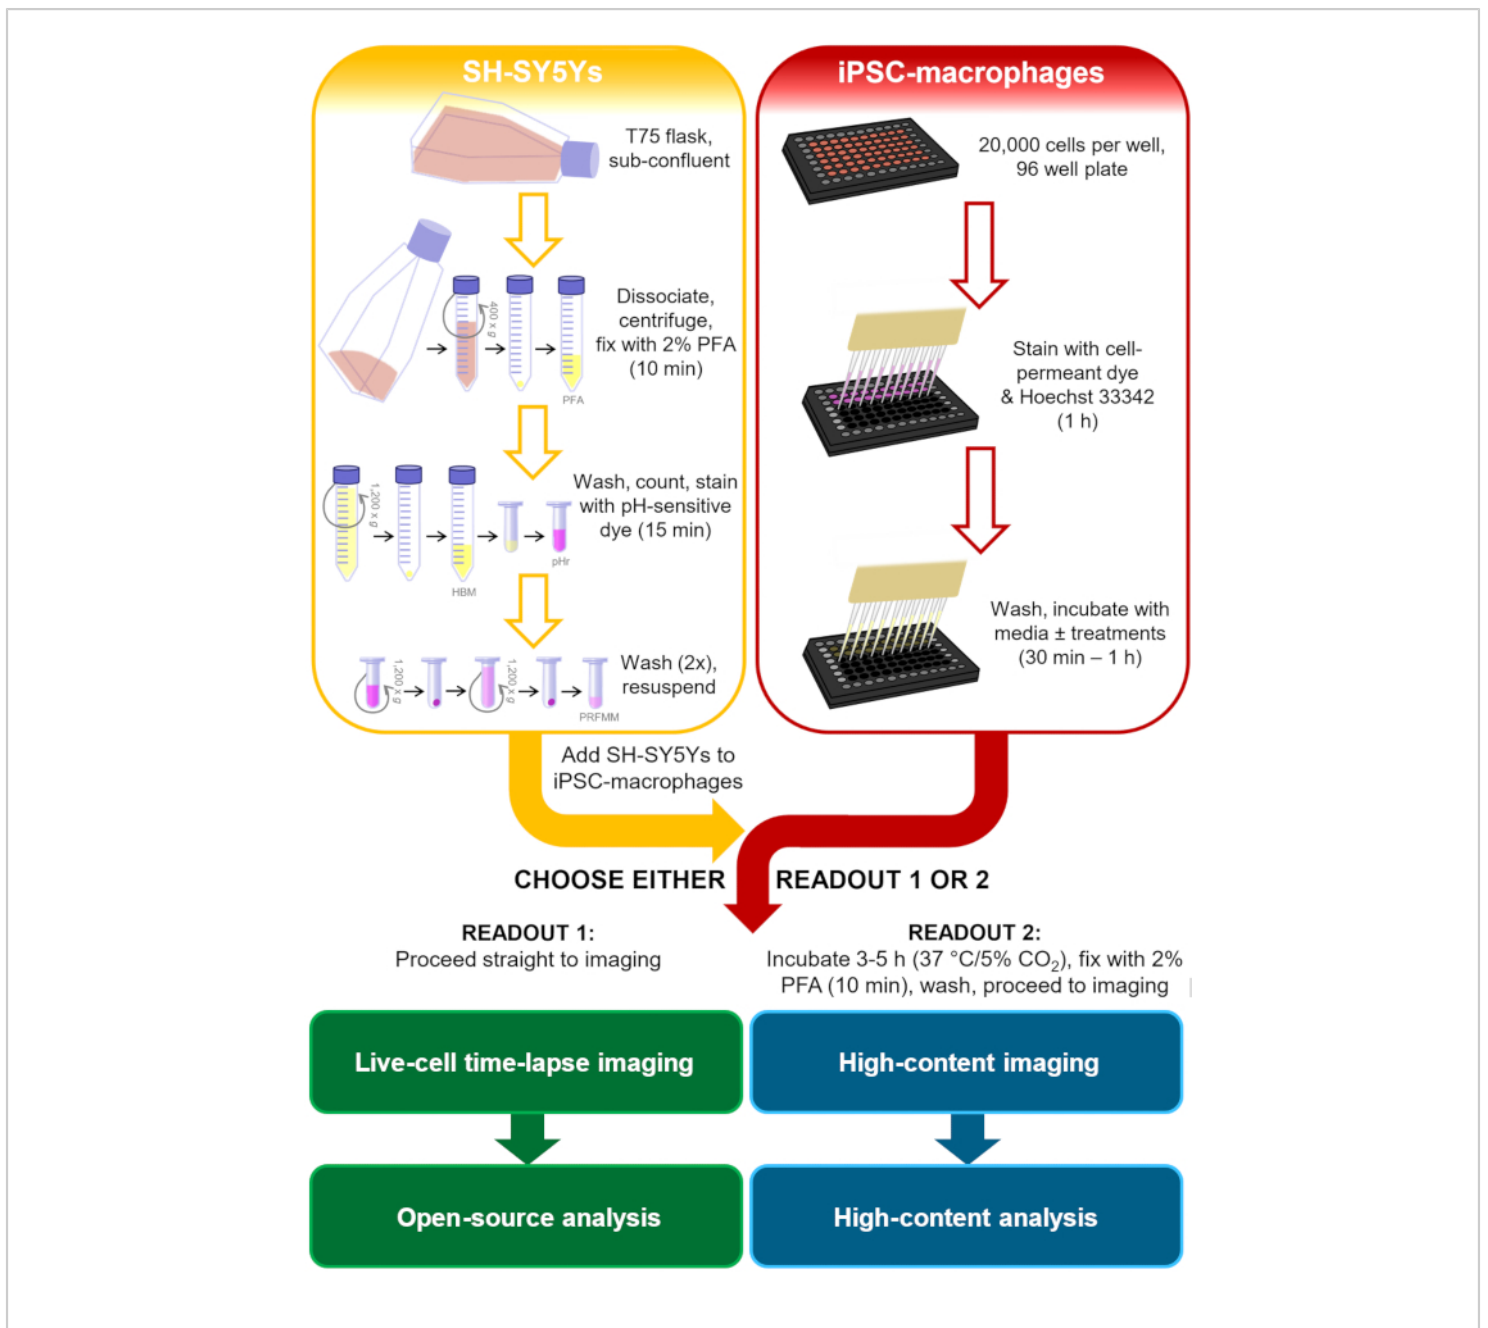 SH-SY5Ys
T75 flask,
sub-confluent
400 x g
Dissociate,
centrifuge,
fix with 2% PFA
(10 min)
PFA
1,200 x g
Wash, count, stain
with pH-sensitive
dye (15 min)
HBM
pHr
1,200 x g
1,200 x g
Wash (2x),
resuspend
PRFMM
iPSC-macrophages
20,000 cells per well,
96 well plate
Stain with cell-
permeant dye
& Hoechst 33342
(1 h)
Wash, incubate with
media ± treatments
(30 min – 1 h)
Add SH-SY5Ys to
iPSC-macrophages
CHOOSE EITHER READOUT 1 OR 2
READOUT 1:
Proceed straight to imaging
READOUT 2:
Incubate 3-5 h (37 °C/5% CO₂), fix with 2%
PFA (10 min), wash, proceed to imaging
Live-cell time-lapse imaging
High-content imaging
Open-source analysis
High-content analysis